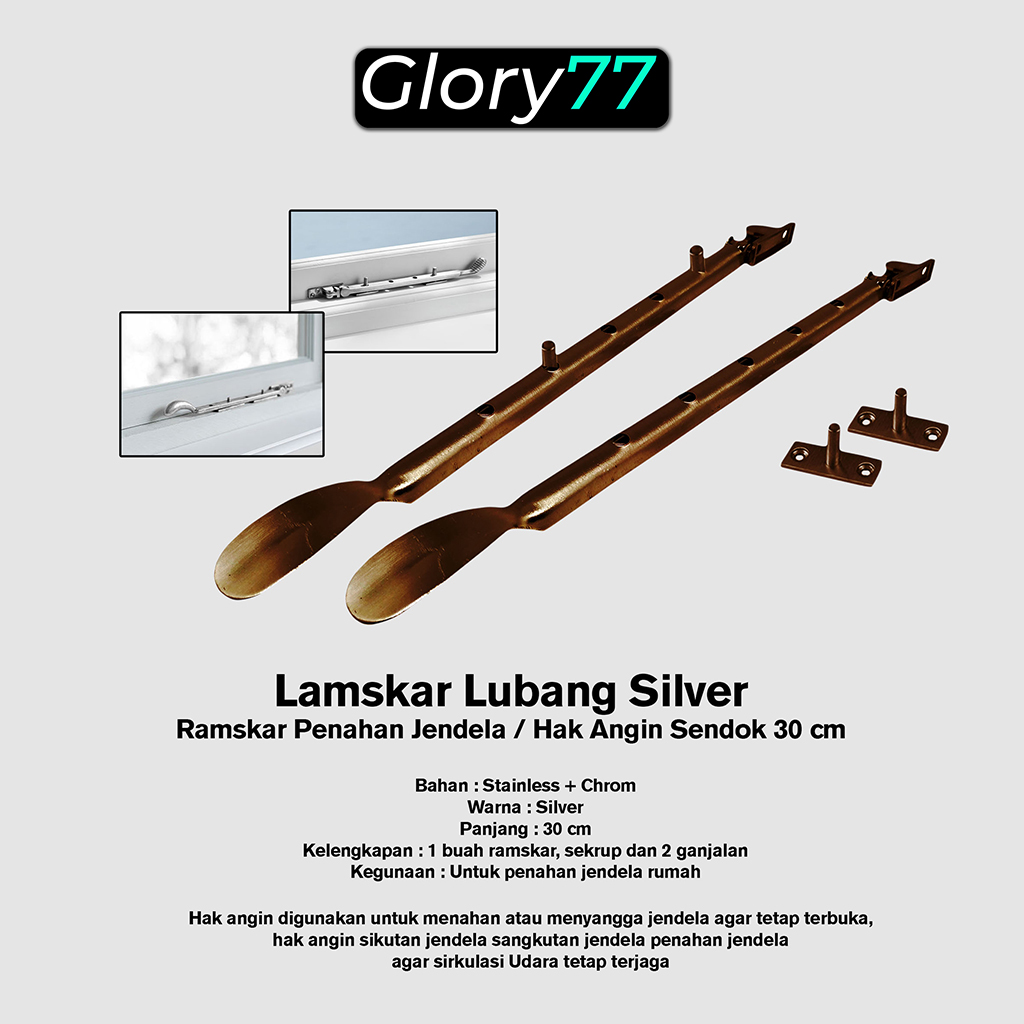 Glory77
Lamskar Lubang Silver
Ramskar Penahan Jendela / Hak Angin Sendok 30 cm
Bahan : Stainless + Chrom
Warna : Silver
Panjang : 30 cm
Kelengkapan : 1 buah ramskar, sekrup dan 2 ganjalan
Kegunaan : Untuk penahan jendela rumah
Hak angin digunakan untuk menahan atau menyangga jendela agar tetap terbuka,
hak angin sikutan jendela sangkutan jendela penahan jendela
agar sirkulasi Udara tetap terjaga